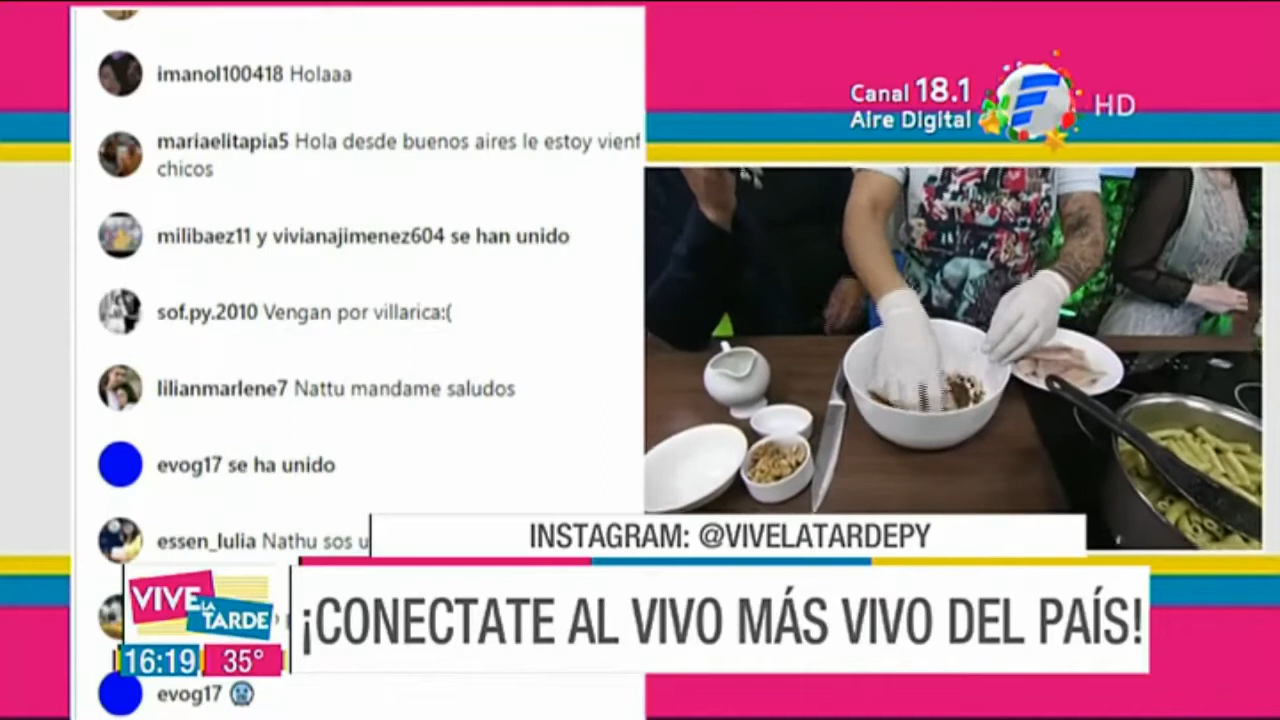 imanol100418 Holaaa
mariaelitapia5 Hola desde buenos aires le estoy
chicos
milibaez11 y vivianajimenez604 se han unido
sof.py.2010 Vengan por villarica:(
lilianmarlene7 Nattu mandame saludos
evog17 se ha unido
essen_lulia Nathu sos
evog17 🥶
Canal 18.1
Aire Digital
HD
INSTAGRAM: @VIVELATARDEPY
¡CONECTATE AL VIVO MÁS VIVO DEL PAÍS!
VIVE LA
TARDE
16:19 35°